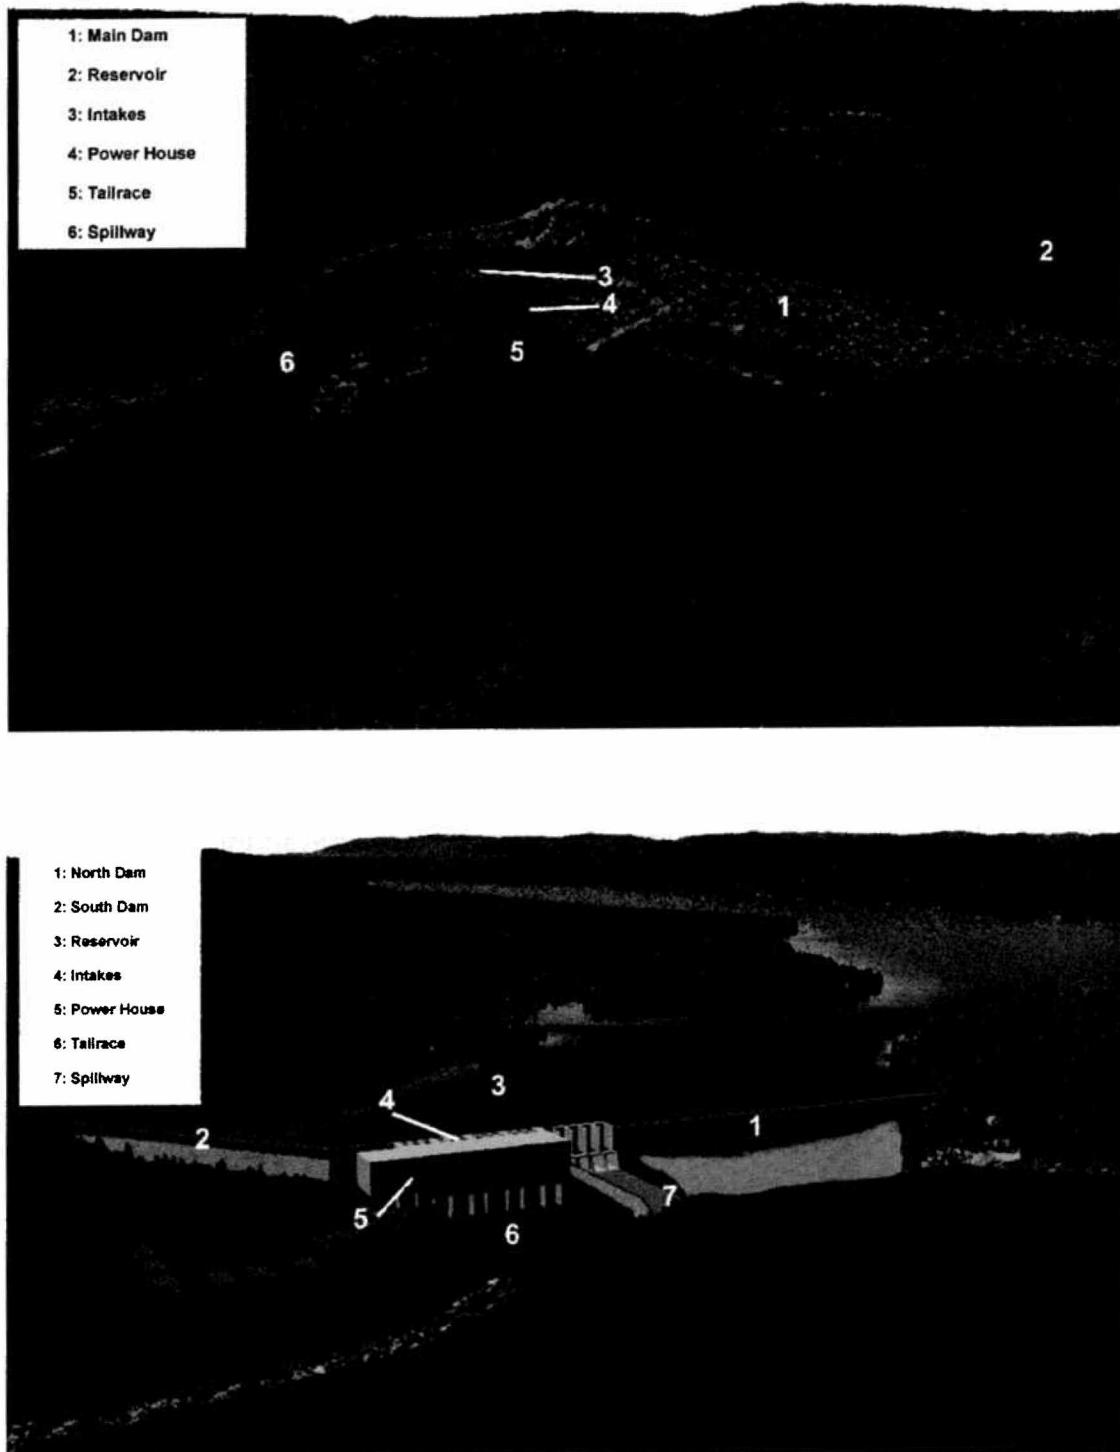 1: Main Dam
2: Reservoir
3: Intakes
4: Power House
5: Tailrace
6: Spillway
2
3
4
1
5
6
1: North Dam
2: South Dam
3: Reservoir
4: Intakes
5: Power House
6: Tailrace
7: Spillway
3
4
1
2
7
5
6